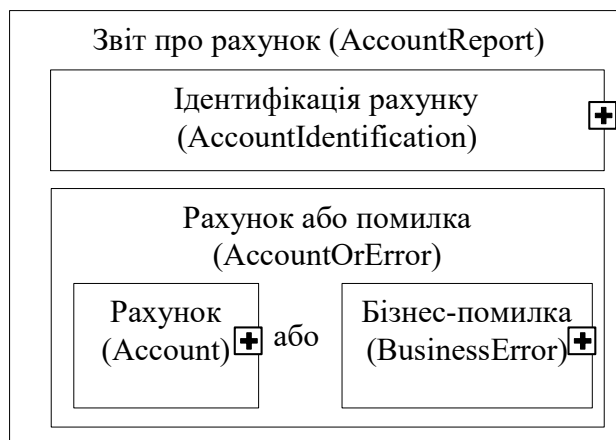 Звіт про рахунок (AccountReport)
Ідентифікація рахунку
(AccountIdentification)
Рахунок або помилка
(AccountOrError)
Рахунок
(Account)
або
Бізнес-помилка
(BusinessError)